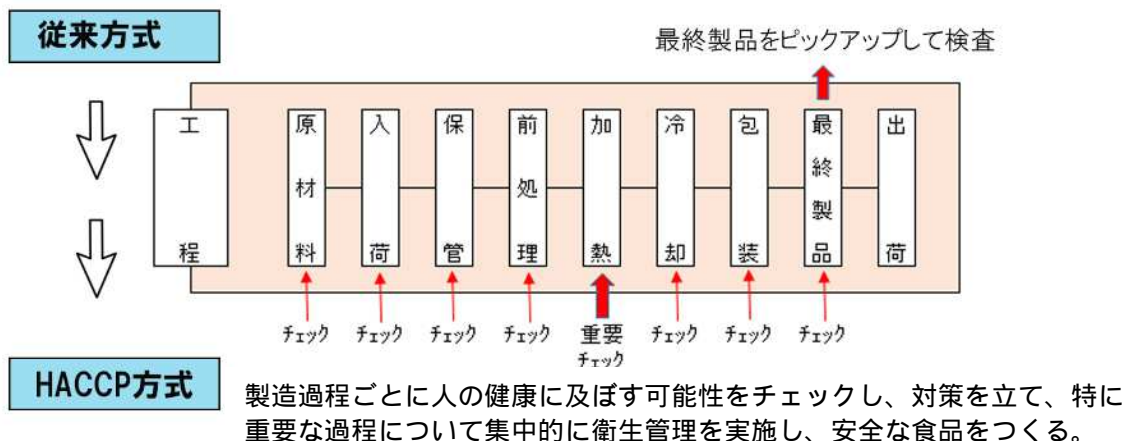 従来方式
最終製品をピックアップして検査
工程
原材料
入荷
保管
前処理
加熱
冷却
包装
最終製品
出荷
チェック
チェック
チェック
チェック
重要
チェック
チェック
チェック
チェック
HACCP方式
製造過程ごとに人の健康に及ぼす可能性をチェックし、対策を立て、特に
重要な過程について集中的に衛生管理を実施し、安全な食品をつくる。